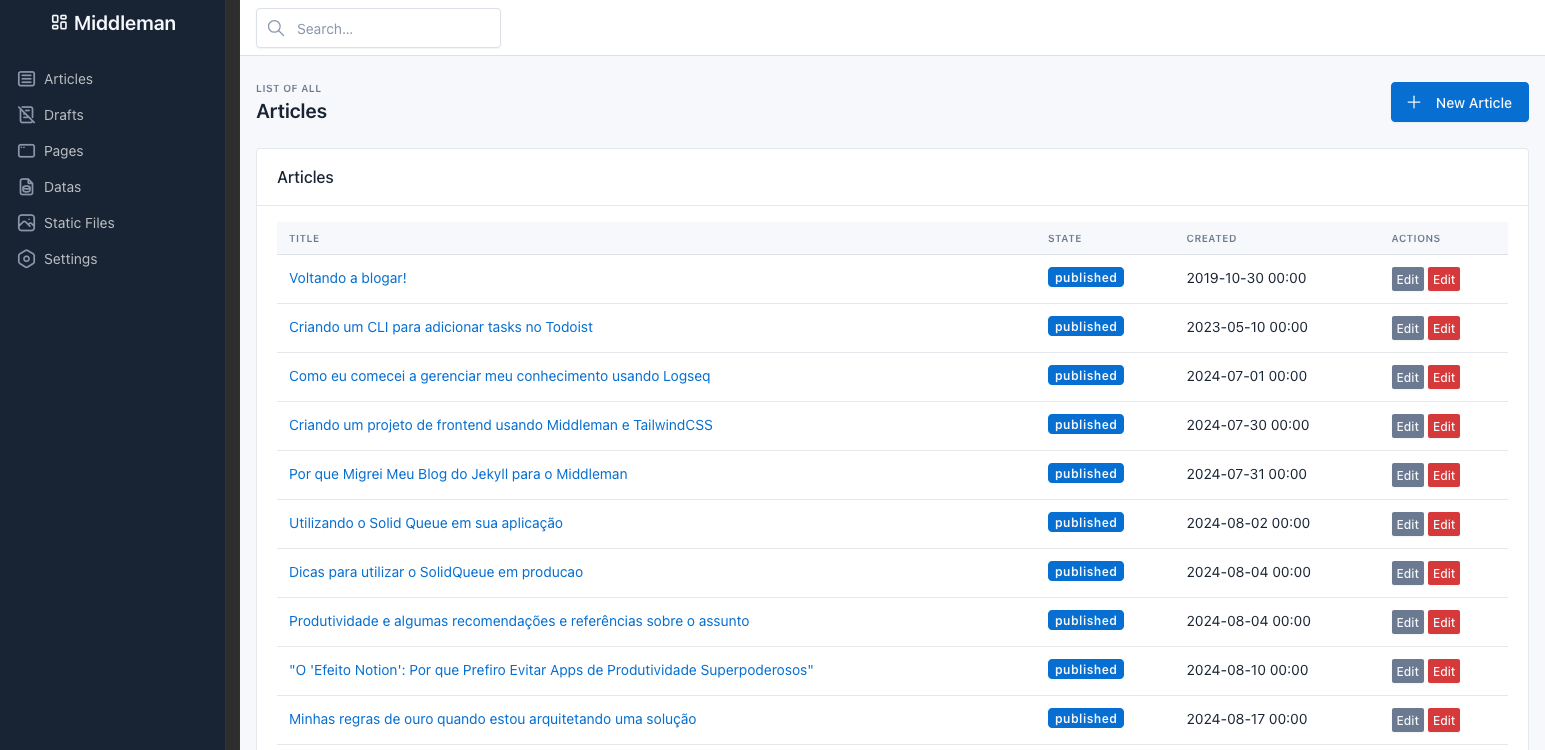 Middleman
Search...
Articles
Drafts
Pages
Datas
Static Files
Settings
LIST OF ALL
Articles
New Article
Articles
TITLE STATE CREATED ACTIONS
Voltando a blogar! published 2019-10-30 00:00 Edit Edit
Criando um CLI para adicionar tasks no Todoist published 2023-05-10 00:00 Edit Edit
Como eu comecei a gerenciar meu conhecimento usando Logseq published 2024-07-01 00:00 Edit Edit
Criando um projeto de frontend usando Middleman e TailwindCSS published 2024-07-30 00:00 Edit Edit
Por que Migrei Meu Blog do Jekyll para o Middleman published 2024-07-31 00:00 Edit Edit
Utilizando o Solid Queue em sua aplicação published 2024-08-02 00:00 Edit Edit
Dicas para utilizar o SolidQueue em producao published 2024-08-04 00:00 Edit Edit
Produtividade e algumas recomendações e referências sobre o assunto published 2024-08-04 00:00 Edit Edit
"O 'Efeito Notion': Por que Prefiro Evitar Apps de Produtividade Superpoderosos" published 2024-08-10 00:00 Edit Edit
Minhas regras de ouro quando estou arquitetando uma solução published 2024-08-17 00:00 Edit Edit